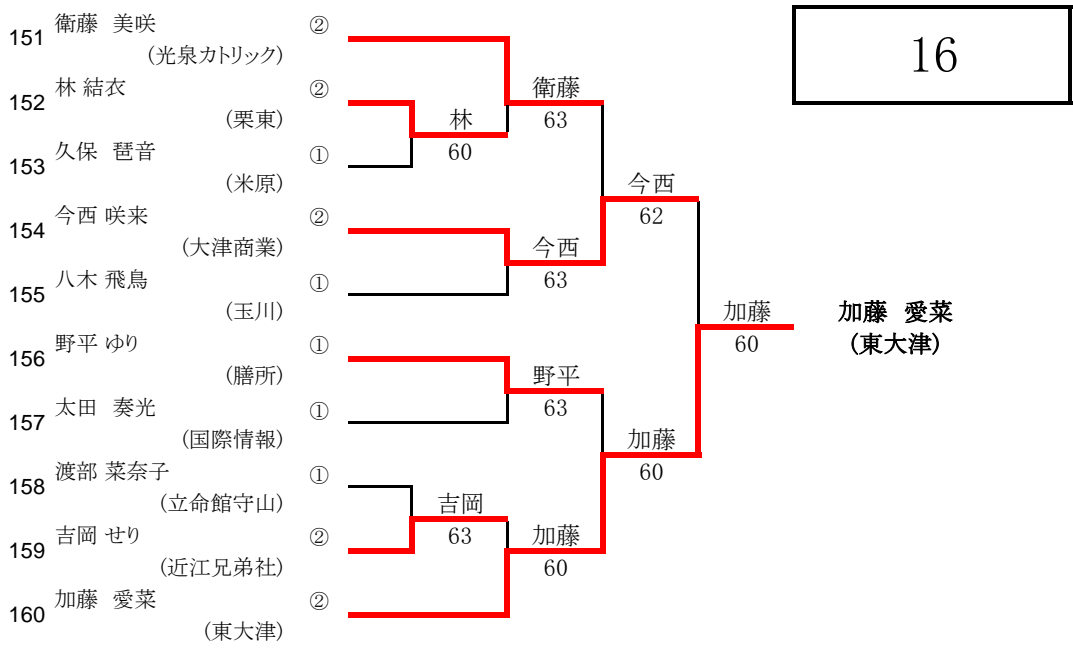 16
151 衛藤 美咲 ②
(光泉カトリック)
152 林 結衣 ②
(栗東)
153 久保 琶音 ①
(米原)
154 今西 咲来 ②
(大津商業)
155 八木 飛鳥 ①
(玉川)
156 野平 ゆり ①
(膳所)
157 太田 奏光 ①
(国際情報)
158 渡部 菜奈子 ①
(立命館守山)
159 吉岡 せり ②
(近江兄弟社)
160 加藤 愛菜 ②
(東大津)
林
60
吉岡
63
衛藤
63
今西
63
野平
63
加藤
60
今西
62
加藤
60
加藤
60
加藤 愛菜
(東大津)